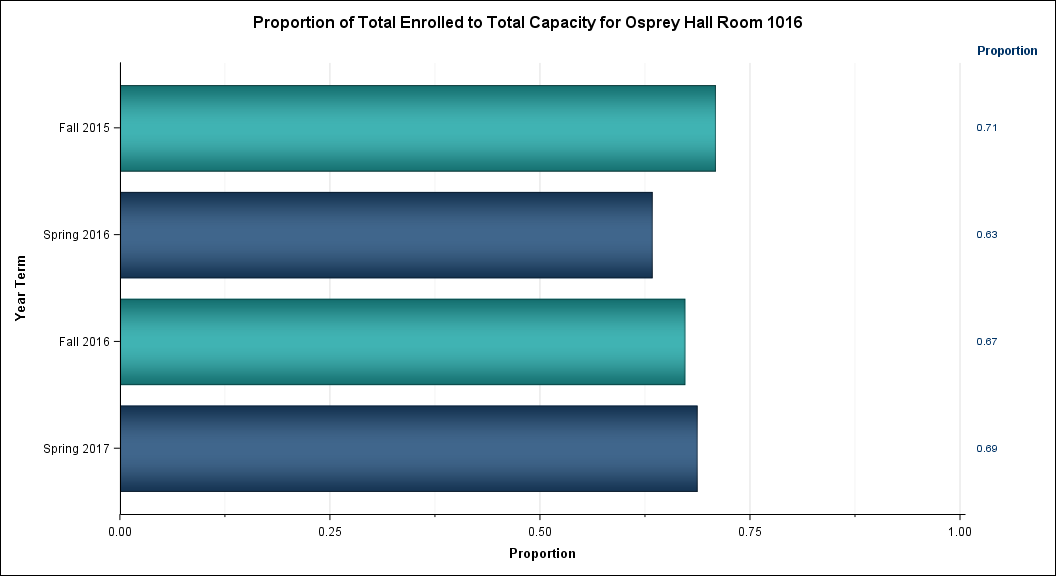 Proportion of Total Enrolled to Total Capacity for Osprey Hall Room 1016
Proportion
Fall 2015
0.71
Spring 2016
0.63
Year Term
Fall 2016
0.67
Spring 2017
0.69
0.00 0.25 0.50 0.75 1.00
Proportion